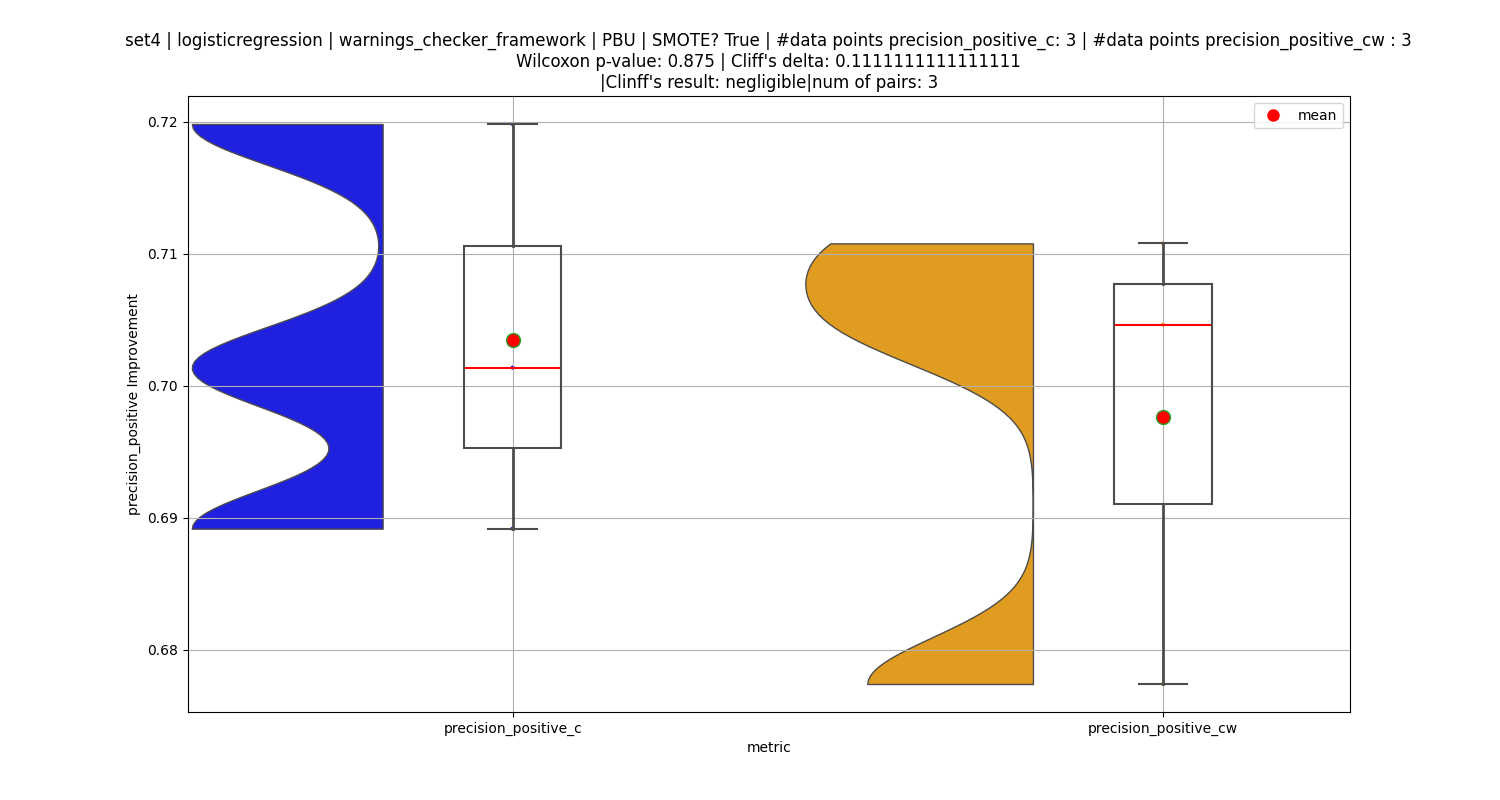 set4 | logisticregression | warnings_checker_framework | PBU | SMOTE? True | #data points precision_positive_c: 3 | #data points precision_positive_cw : 3
Wilcoxon p-value: 0.875 | Cliff's delta: 0.1111111111111111
|Clinff's result: negligible|num of pairs: 3
mean
0.72
0.71
0.70
0.69
0.68
precision_positive Improvement
precision_positive_c
precision_positive_cw
metric